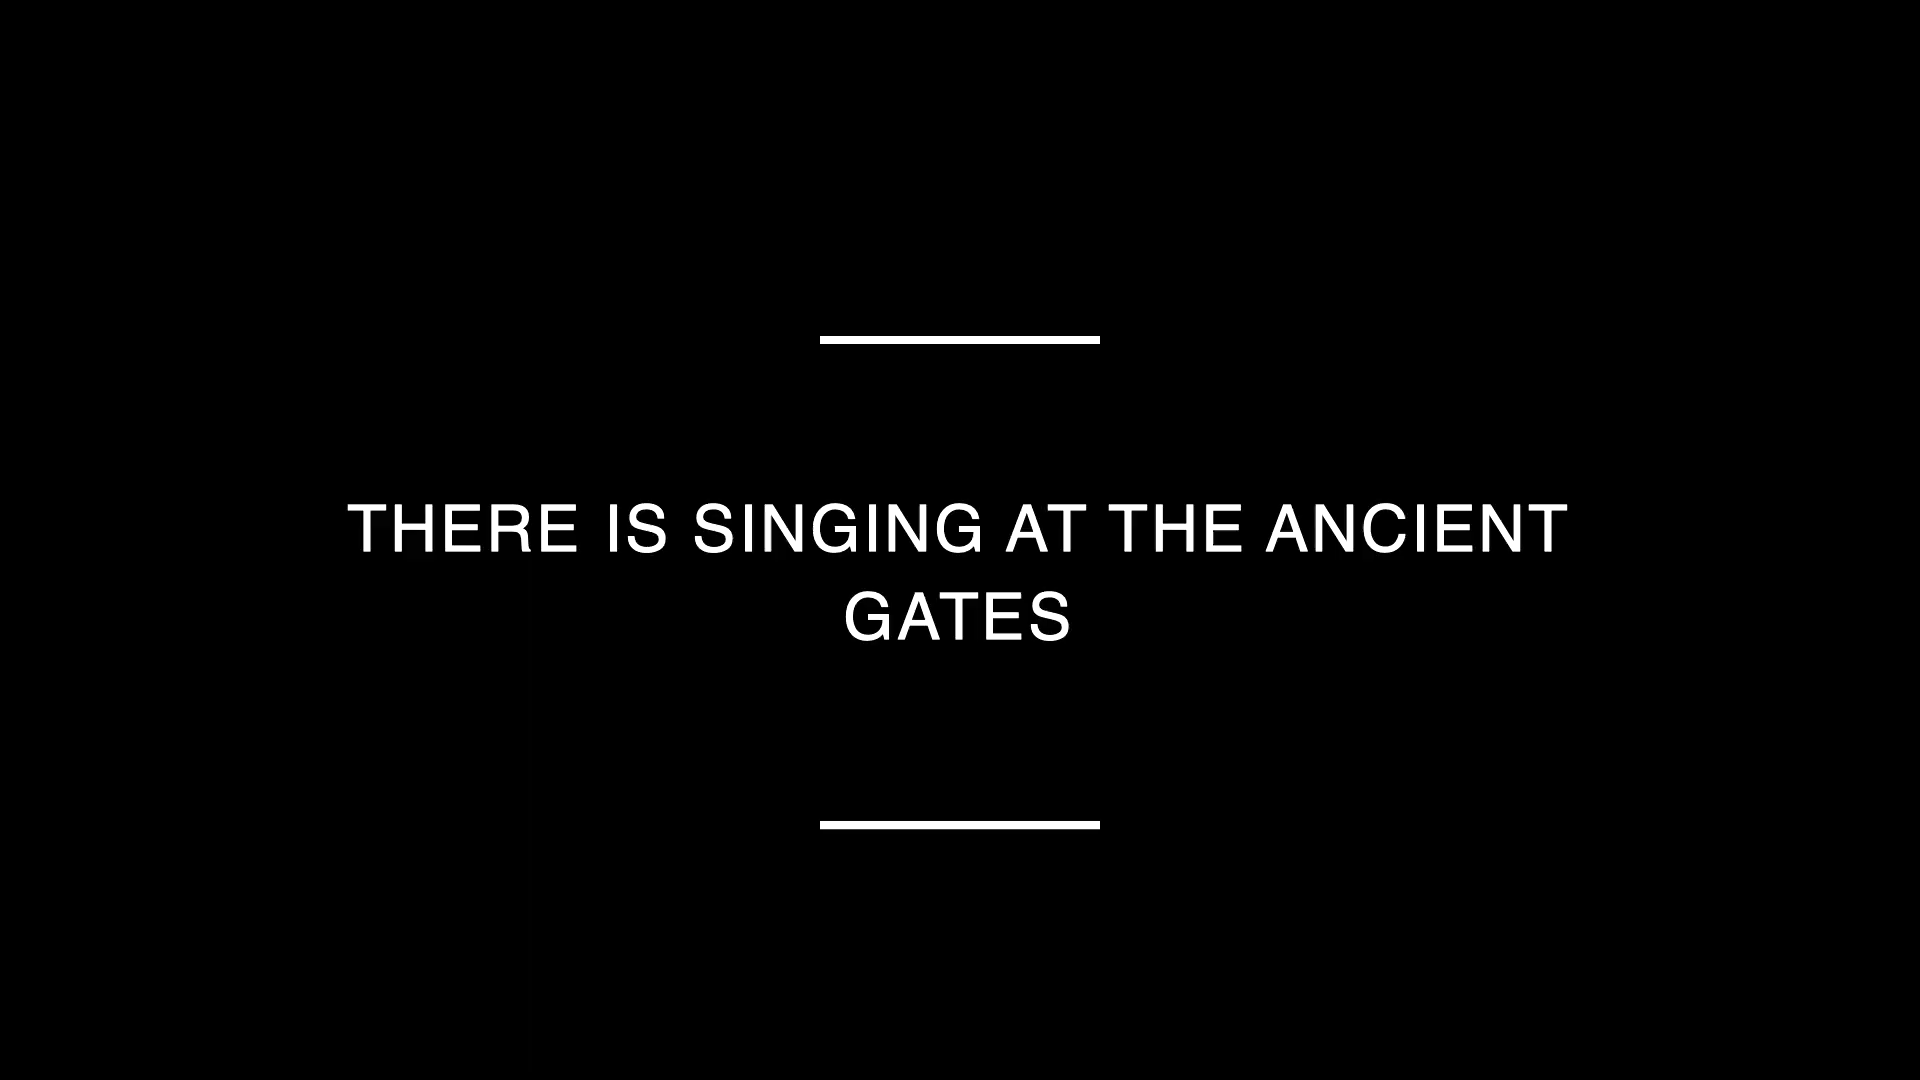 THERE IS SINGING AT THE ANCIENT
GATES